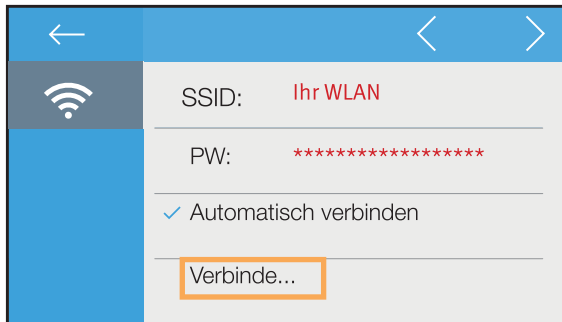 SSID: Ihr WLAN
PW: ******************
Automatisch verbinden
Verbinde...